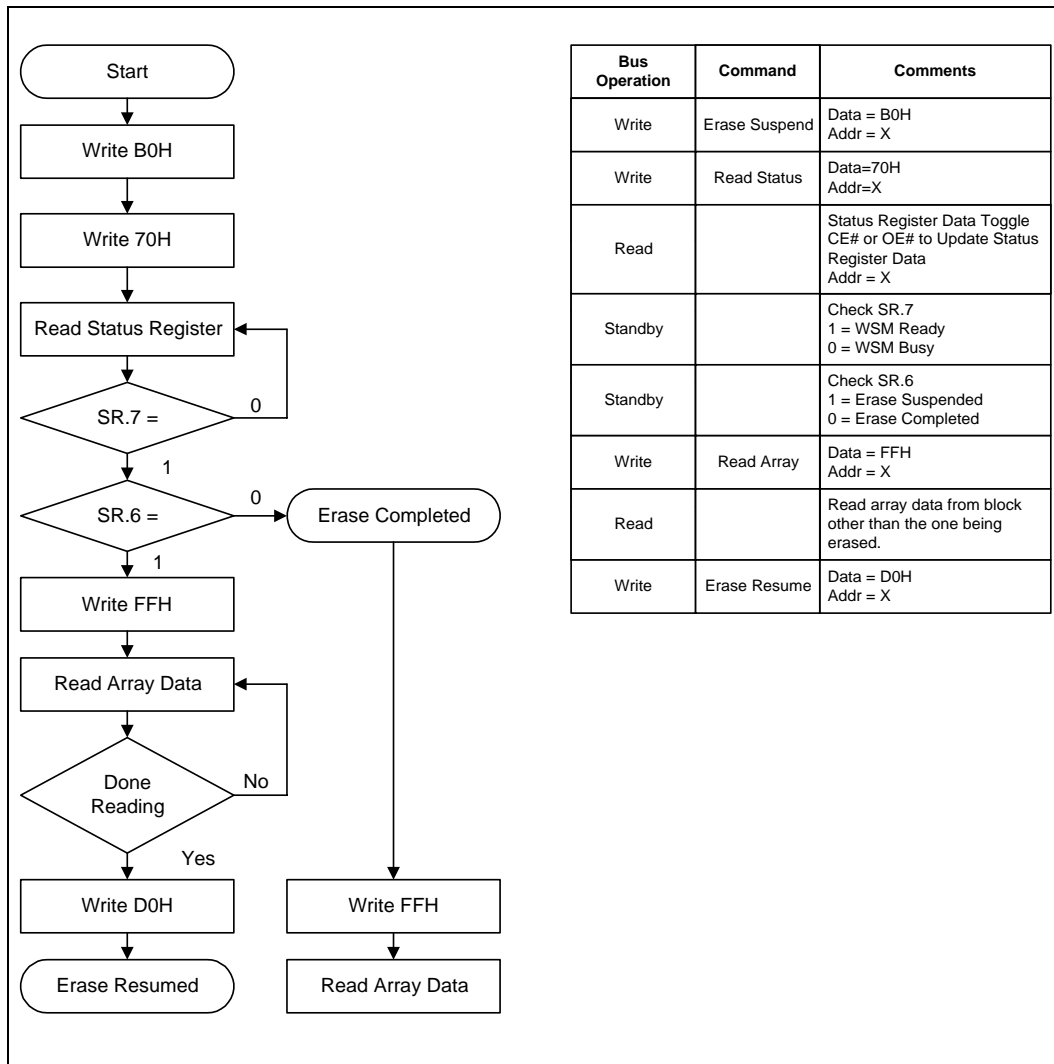 Start
Write B0H
Write 70H
Read Status Register
SR.7 =
0
1
SR.6 =
0
Erase Completed
1
Write FFH
Read Array Data
Done
Reading
No
Yes
Write D0H
Write FFH
Erase Resumed
Read Array Data
Bus
Operation
Command
Comments
Write
Erase Suspend
Data = B0H
Addr = X
Write
Read Status
Data=70H
Addr=X
Read
Status Register Data Toggle
CE# or OE# to Update Status
Register Data
Addr = X
Standby
Check SR.7
1 = WSM Ready
0 = WSM Busy
Standby
Check SR.6
1 = Erase Suspended
0 = Erase Completed
Write
Read Array
Data = FFH
Addr = X
Read
Read array data from block
other than the one being
erased.
Write
Erase Resume
Data = D0H
Addr = X